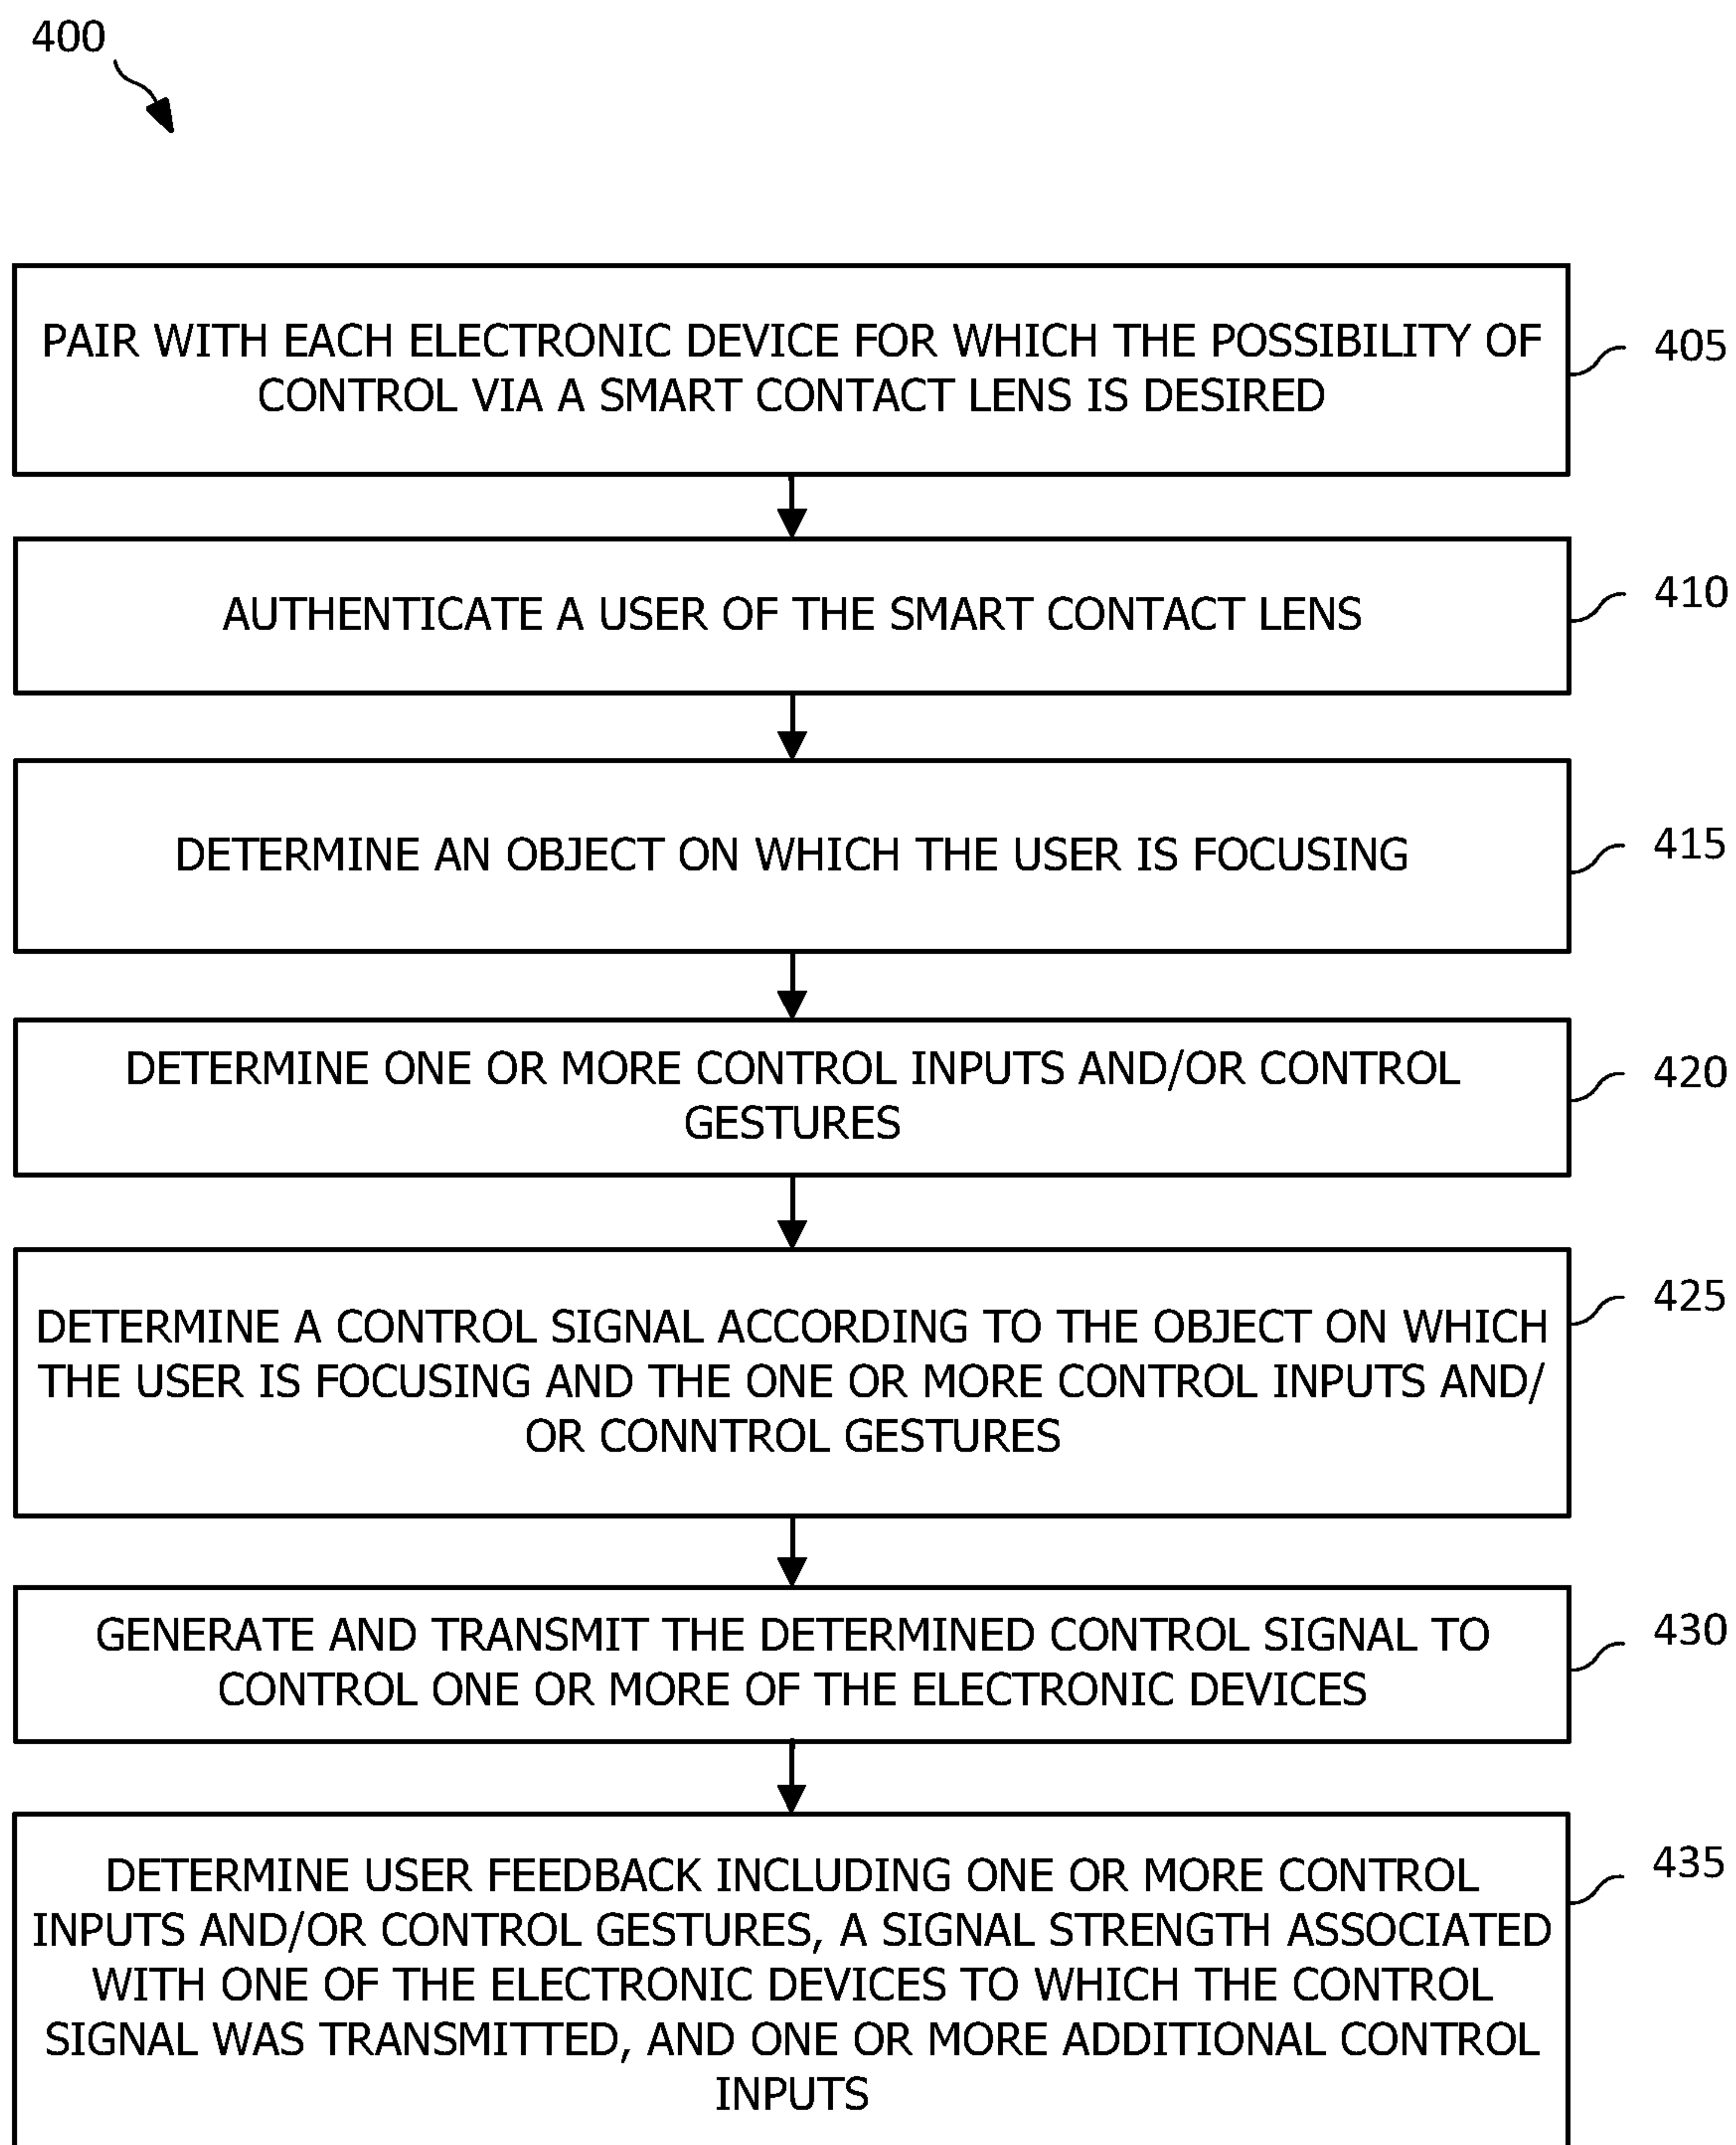 400
PAIR WITH EACH ELECTRONIC DEVICE FOR WHICH THE POSSIBILITY OF
CONTROL VIA A SMART CONTACT LENS IS DESIRED
405
AUTHENTICATE A USER OF THE SMART CONTACT LENS
410
DETERMINE AN OBJECT ON WHICH THE USER IS FOCUSING
415
DETERMINE ONE OR MORE CONTROL INPUTS AND/OR CONTROL
GESTURES
420
DETERMINE A CONTROL SIGNAL ACCORDING TO THE OBJECT ON WHICH
THE USER IS FOCUSING AND THE ONE OR MORE CONTROL INPUTS AND/
OR CONNTROL GESTURES
425
GENERATE AND TRANSMIT THE DETERMINED CONTROL SIGNAL TO
CONTROL ONE OR MORE OF THE ELECTRONIC DEVICES
430
DETERMINE USER FEEDBACK INCLUDING ONE OR MORE CONTROL
INPUTS AND/OR CONTROL GESTURES, A SIGNAL STRENGTH ASSOCIATED
WITH ONE OF THE ELECTRONIC DEVICES TO WHICH THE CONTROL
SIGNAL WAS TRANSMITTED, AND ONE OR MORE ADDITIONAL CONTROL
INPUTS
435